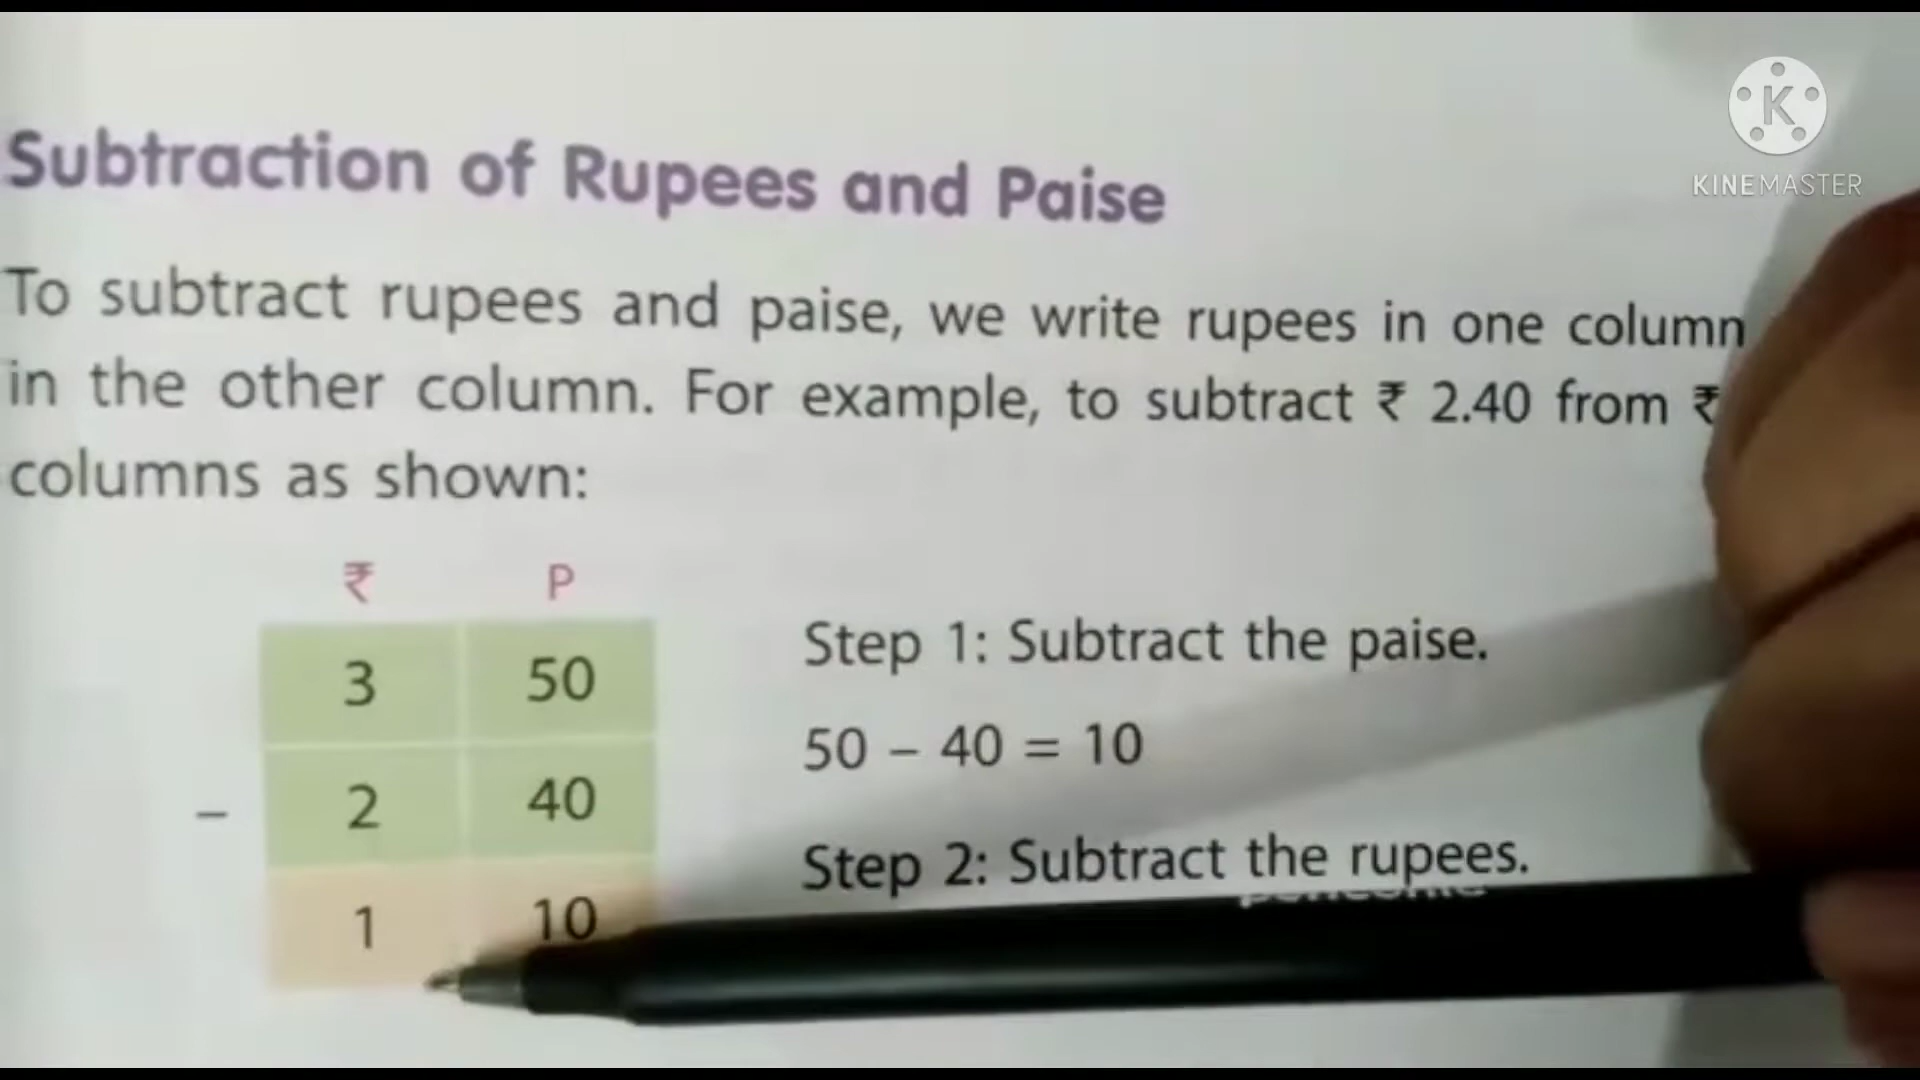 KINEMASTER
Subtraction of Rupees and Paise
To subtract rupees and paise, we write rupees in one column
in the other column. For example, to subtract ₹ 2.40 from ₹
columns as shown:
₹ P
3 50
– 2 40
1 10
Step 1: Subtract the paise.
50 – 40 = 10
Step 2: Subtract the rupees.